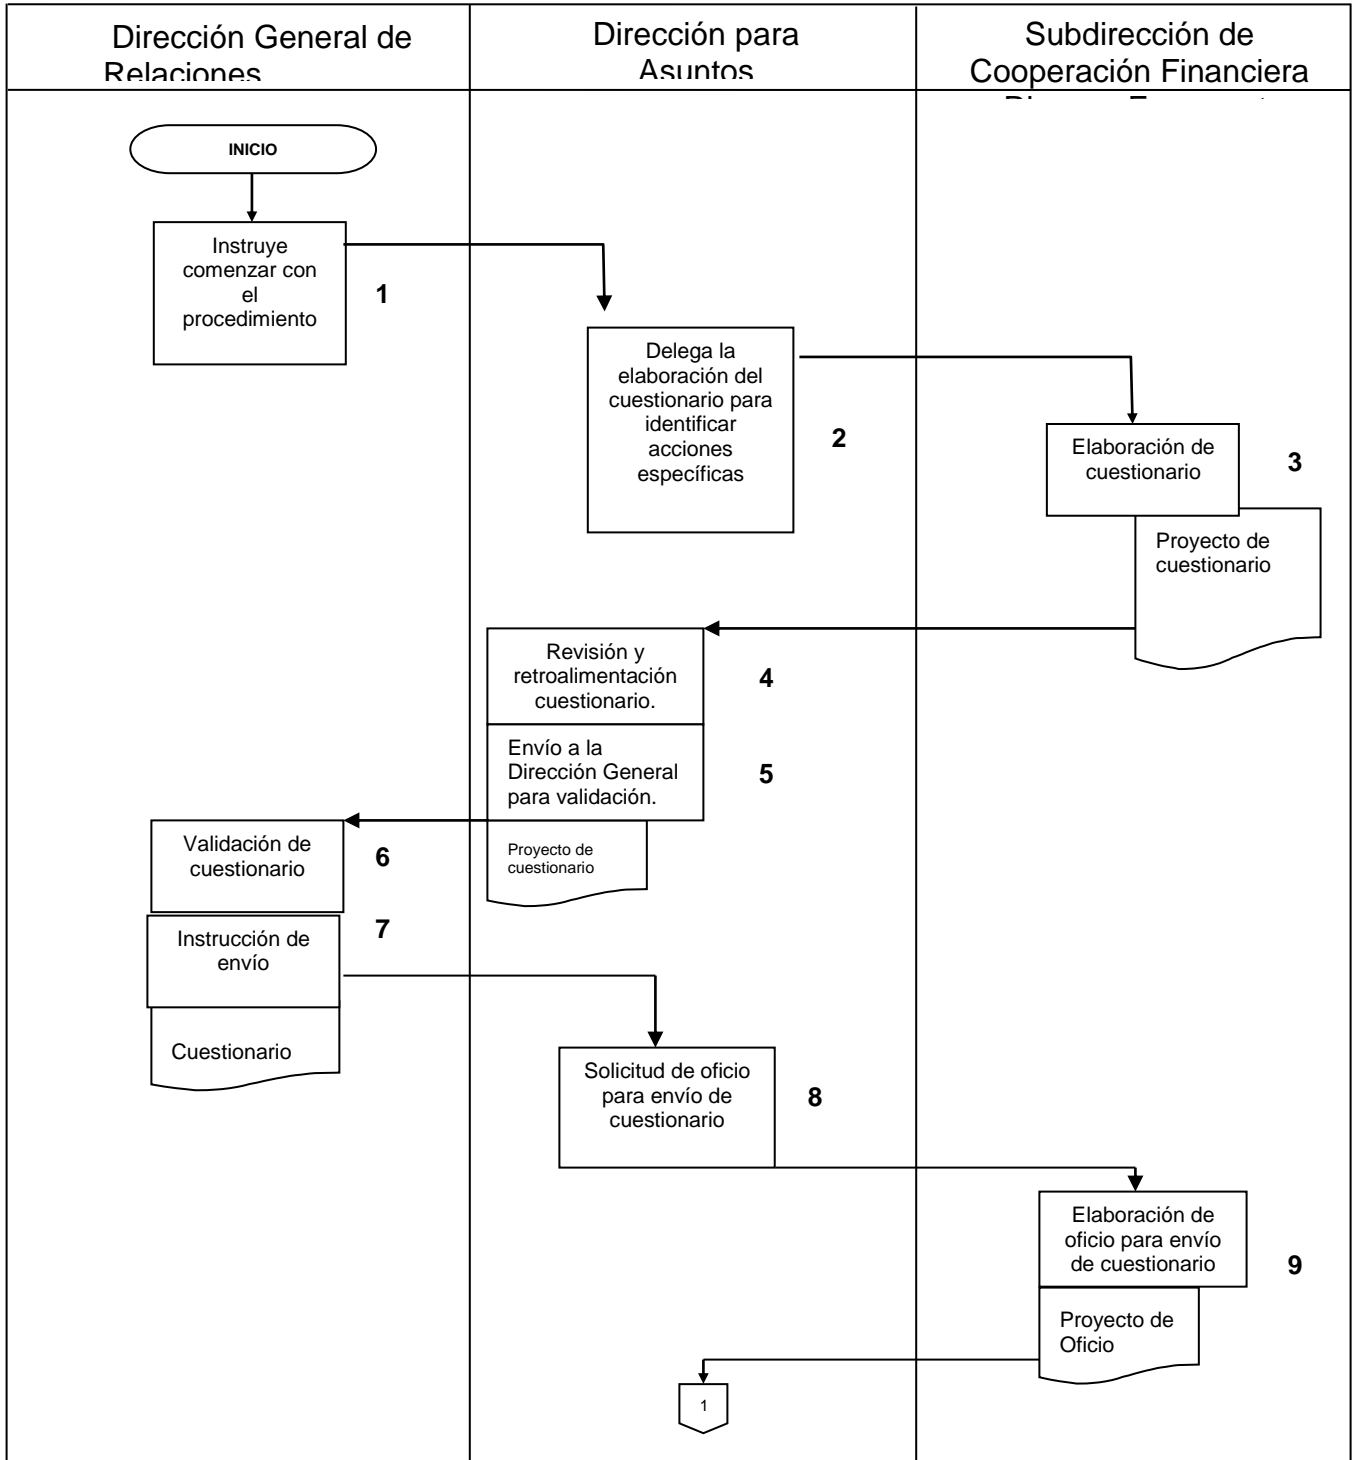 Dirección General de
Relaciones
Dirección para
Asuntos
Subdirección de
Cooperación Financiera
INICIO
Instruye
comenzar con
el
procedimiento
1
Delega la
elaboración del
cuestionario para
identificar
acciones
específicas
2
Elaboración de
cuestionario
3
Proyecto de
cuestionario
Revisión y
retroalimentación
cuestionario.
4
Envío a la
Dirección General
para validación.
5
Proyecto de
cuestionario
Validación de
cuestionario
6
Instrucción de
envío
7
Cuestionario
Solicitud de oficio
para envío de
cuestionario
8
Elaboración de
oficio para envío
de cuestionario
9
Proyecto de
Oficio
1